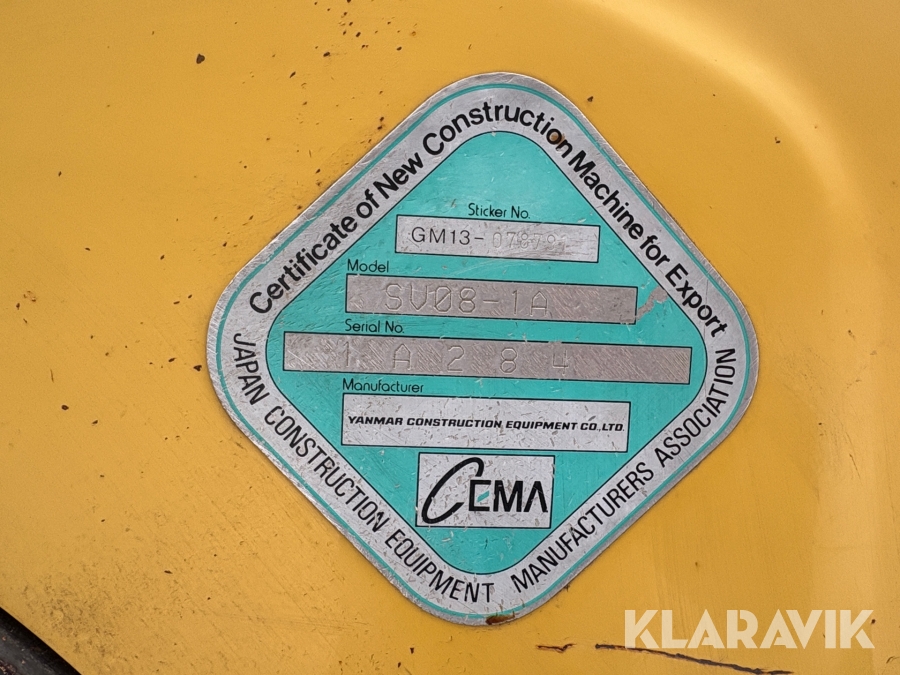 Certificate of New Construction Machine for Export
Sticker No.
GM13-
Model
SV08-1A
Serial No.
1A284
Manufacturer
YANMAR CONSTRUCTION EQUIPMENT CO.,LTD.
CEMA
JAPAN CONSTRUCTION EQUIPMENT MANUFACTURERS ASSOCIATION
KLARAVIK